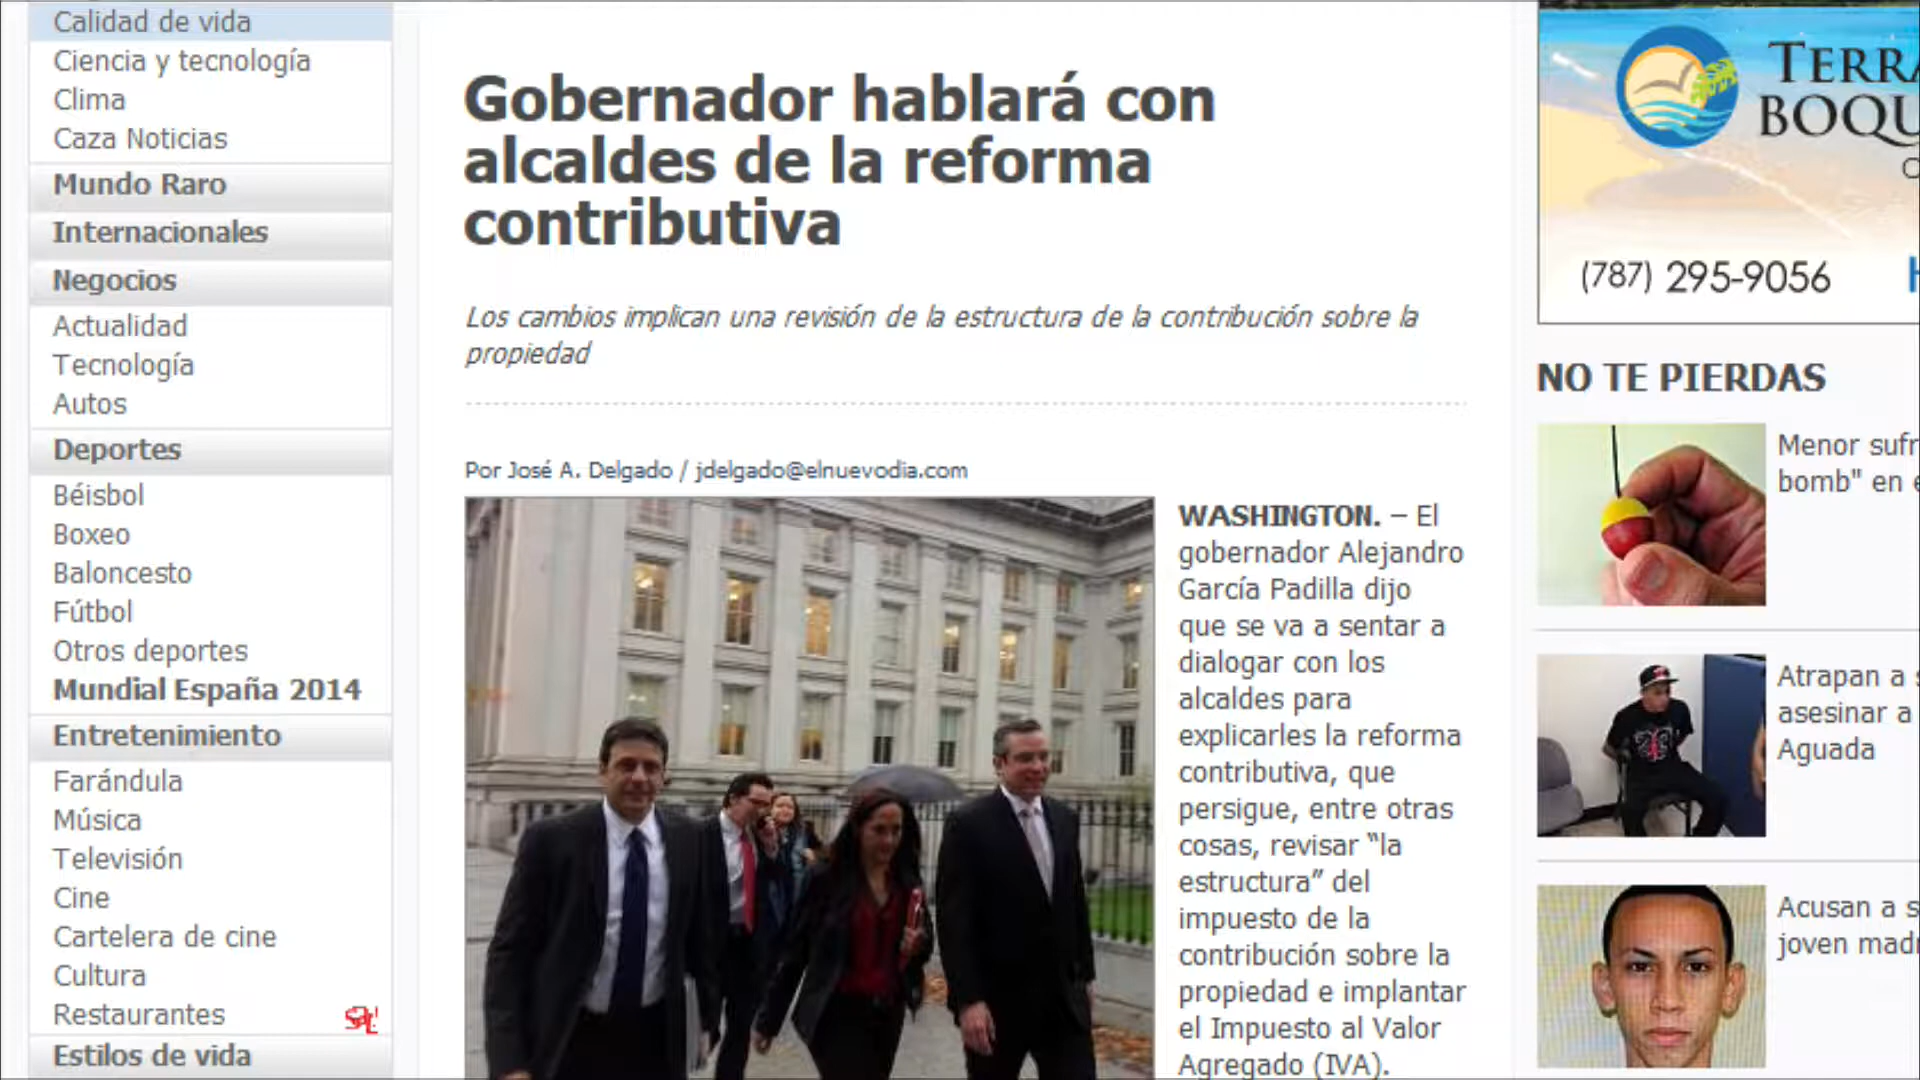 Calidad de vida
Ciencia y tecnología
Clima
Caza Noticias
Mundo Raro
Internacionales
Negocios
Actualidad
Tecnología
Autos
Deportes
Béisbol
Boxeo
Baloncesto
Fútbol
Otros deportes
Mundial España 2014
Entretenimiento
Farándula
Música
Televisión
Cine
Cartelera de cine
Cultura
Restaurantes
Estilos de vida
Gobernador hablará con
alcaldes de la reforma
contributiva
Los cambios implican una revisión de la estructura de la contribución sobre la
propiedad
Por José A. Delgado / jdelgado@elnuevodia.com
WASHINGTON. – El
gobernador Alejandro
García Padilla dijo
que se va a sentar a
dialogar con los
alcaldes para
explicarles la reforma
contributiva, que
persigue, entre otras
cosas, revisar “la
estructura” del
impuesto de la
contribución sobre la
propiedad e implantar
el Impuesto al Valor
Agregado (IVA).
TERRA
BOQU
(787) 295-9056
NO TE PIERDAS
Menor sufr
bomb" en e
Atrapan a s
asesinar a
Aguada
Acusan a s
joven madr